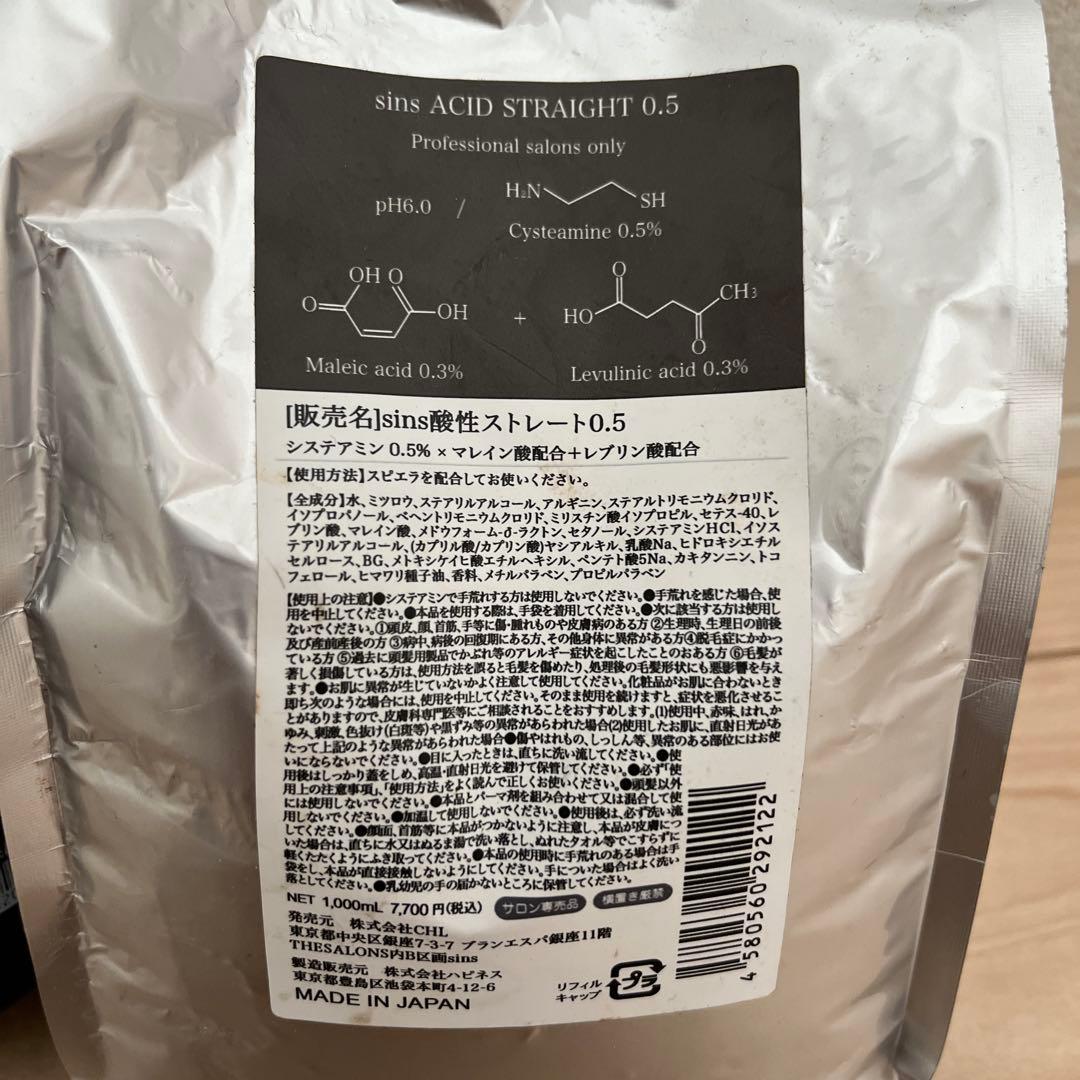 sins ACID STRAIGHT 0.5
Professional salons only
pH6.0 / H₂N SH
Cysteamine 0.5%
OH O
O OH + HO O CH₃ O
Maleic acid 0.3% Levulinic acid 0.3%
[販売名]sins酸性ストレート0.5
システアミン 0.5% × マレイン酸配合＋レブリン酸配合
【使用方法】スピエラを配合してお使いください。
【全成分】水、ミツロウ、ステアリルアルコール、アルギニン、ステアルトリモニウムクロリド、
イソプロパノール、ベヘントリモニウムクロリド、ミリスチン酸イソプロピル、セテス-40、レ
ブリン酸、マレイン酸、メドウフォーム-δ-ラクトン、セタノール、システアミンHCl、イソス
テアリルアルコール、(カプリル酸/カプリン酸)ヤシアルキル、乳酸Na、ヒドロキシエチル
セルロース、BG、メトキシケイヒ酸エチルヘキシル、ペンテト酸5Na、カキタンニン、トコ
フェロール、ヒマワリ種子油、香料、メチルパラベン、プロピルパラベン
【使用上の注意】●システアミンで手荒れする方は使用しないでください。●手荒れを感じた場合、使
用を中止してください。●本品を使用する際は、手袋を着用してください。●次に該当する方は使用し
ないでください。①頭皮、顔、首筋、手等に傷・腫れものや皮膚病のある方 ②生理時、生理日の前後
及び産前産後の方 ③病中、病後の回復期にある方、その他身体に異常がある方④脱毛症にかかっ
ている方 ⑤過去に頭髪用製品でかぶれ等のアレルギー症状を起こしたことのおある方 ⑥毛髪が
著しく損傷している方は、使用方法を誤ると毛髪を傷めたり、処理後の毛髪形状にも悪影響を与え
ます。●お肌に異常が生じていないかよく注意して使用してください。化粧品がお肌に合わないとき
即ち次のような場合には、使用を中止してください。そのまま使用を続けますと、症状を悪化させるこ
とがありますので、皮膚科専門医等にご相談されることをおすすめします。(1)使用中、赤味、はれ、か
ゆみ、刺激、色抜け(白斑等)や黒ずみ等の異常があらわれた場合(2)使用したお肌に、直射日光があ
たって上記のような異常があらわれた場合●傷やはれもの、しっしん等、異常のある部位にはお使
いにならないでください。●目に入ったときは、直ちに洗い流してください。●使
用後はしっかり蓋をしめ、高温・直射日光を避けて保管してください。●必ず「使
用上の注意事項」、「使用方法」をよく読んで正しくお使いください。●頭髪以外
には使用しないでください。●本品とパーマ剤を組み合わせて又は混合して使
用しないでください。●加温して使用しないでください。●使用後は、必ず洗い流
してください。●顔面、首筋等に本品がつかないように注意し、本品が皮膚につ
いた場合は、直ちに水又はぬるま湯で洗い落とし、ぬれたタオル等でこすらずに
軽くたたくようにふき取ってください。●本品の使用時に手荒れのある場合は手
袋をし、本品が直接接触しないようにしてください。手についた場合はよく洗い
落としてください。●乳幼児の手の届かないところに保管してください。
NET 1,000mL 7,700円(税込) サロン専売品 横置き厳禁
発売元 株式会社CHL
東京都中央区銀座7-3-7 ブランエスパ銀座11階
THESALONS内B区画sins
製造販売元 株式会社ハピネス
東京都豊島区池袋本町4-12-6
MADE IN JAPAN
リフィル
キャップ
プラ
4 580560 292122